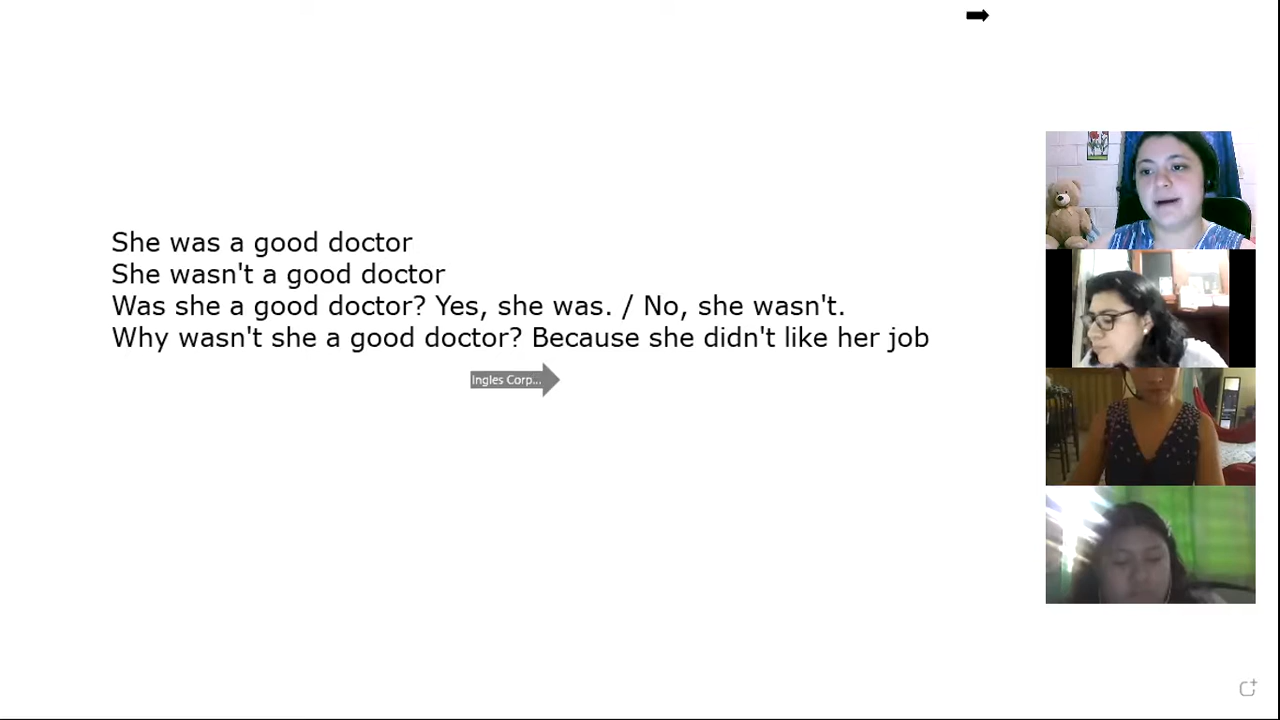 She was a good doctor
She wasn't a good doctor
Was she a good doctor? Yes, she was. / No, she wasn't.
Why wasn't she a good doctor? Because she didn't like her job
Ingles Corp...